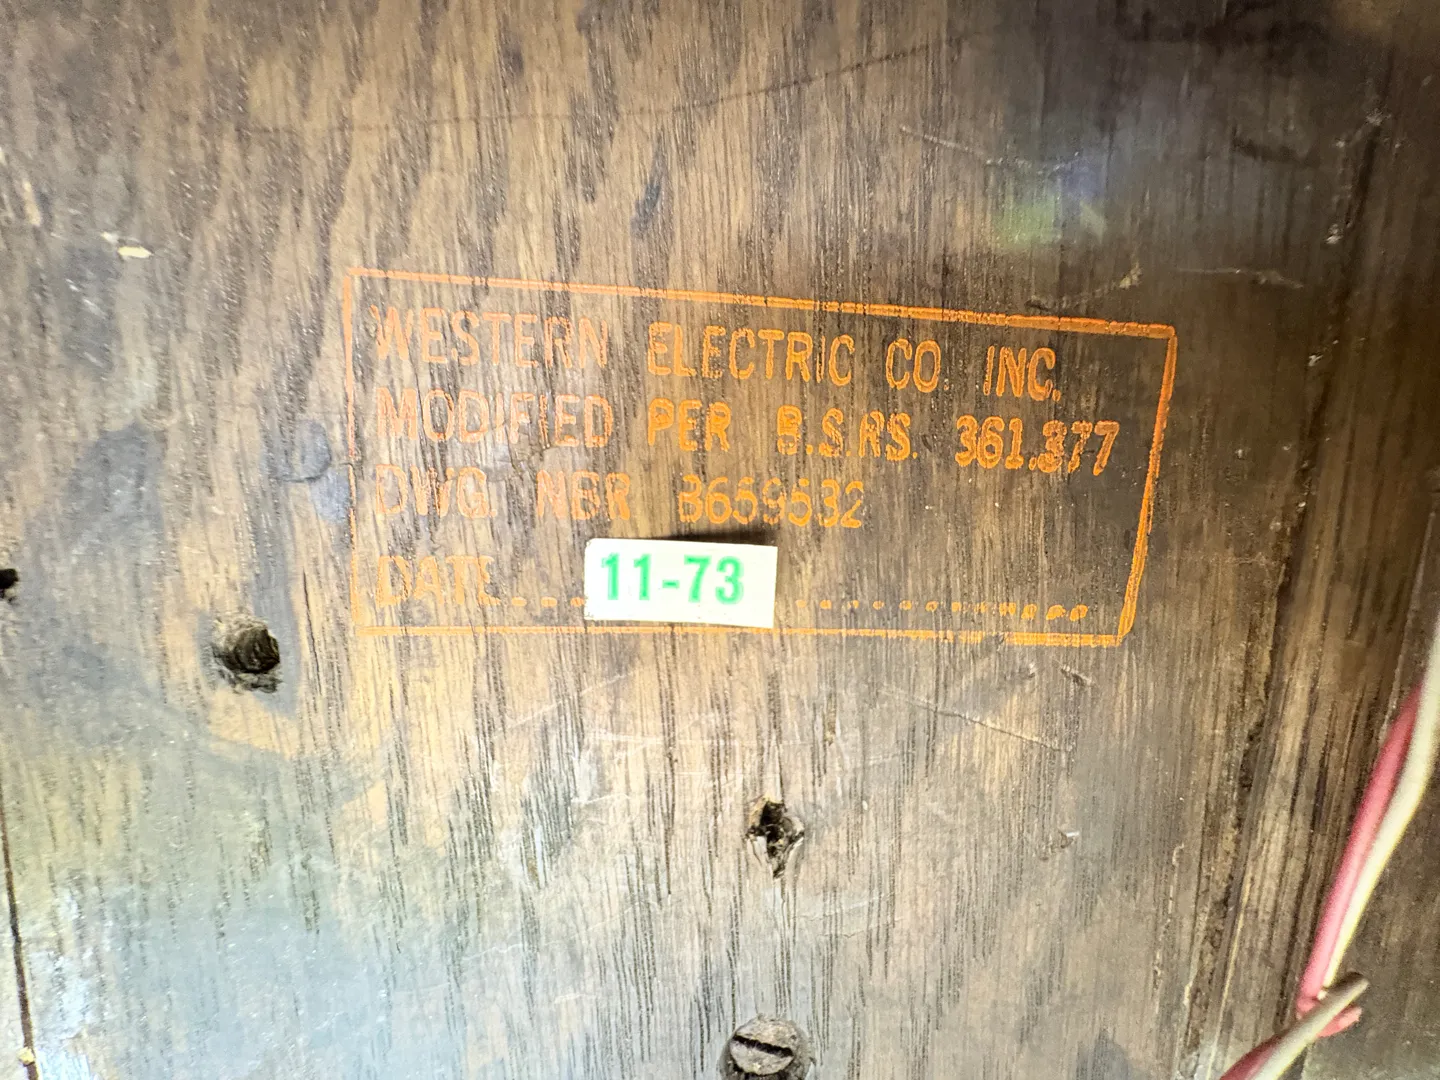 WESTERN ELECTRIC CO. INC.
MODIFIED PER B.S.RS. 361.377
DWG. NBR B659532
DATE 11-73